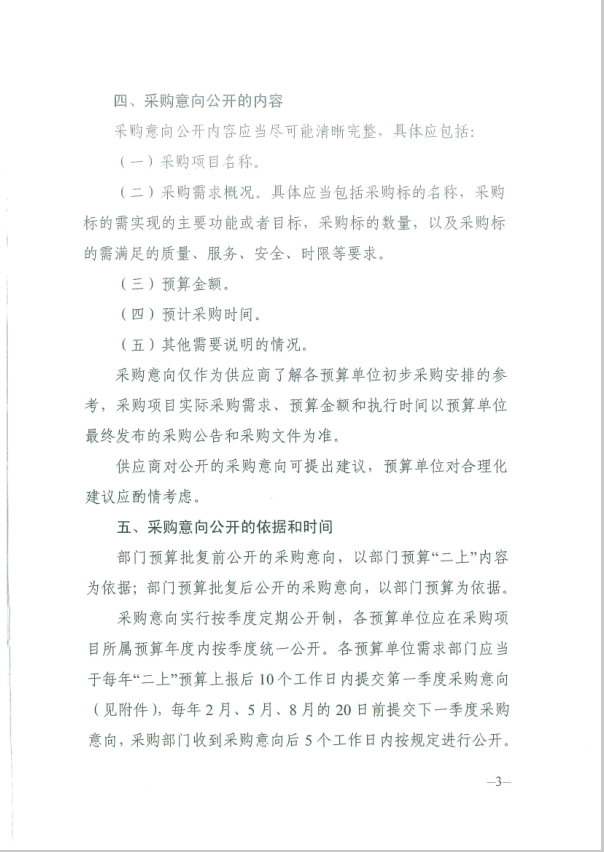 四、采购意向公开的内容
采购意向公开内容应当尽可能清晰完整，具体应包括：
（一）采购项目名称。
（二）采购需求概况。具体应当包括采购标的名称，采购
标的需实现的主要功能或者目标，采购标的数量，以及采购标
的需满足的质量、服务、安全、时限等要求。
（三）预算金额。
（四）预计采购时间。
（五）其他需要说明的情况。
采购意向仅作为供应商了解各预算单位初步采购安排的参
考，采购项目实际采购需求、预算金额和执行时间以预算单位
最终发布的采购公告和采购文件为准。
供应商对公开的采购意向可提出建议，预算单位对合理化
建议应酌情考虑。
五、采购意向公开的依据和时间
部门预算批复前公开的采购意向，以部门预算“二上”内容
为依据；部门预算批复后公开的采购意向，以部门预算为依据。
采购意向实行按季度定期公开制，各预算单位应在采购项
目所属预算年度内按季度统一公开。各预算单位需求部门应当
于每年“二上”预算上报后 10 个工作日内提交第一季度采购意向
（见附件），每年 2 月、5 月、8 月的 20 日前提交下一季度采购
意向，采购部门收到采购意向后 5 个工作日内按规定进行公开。
—3—